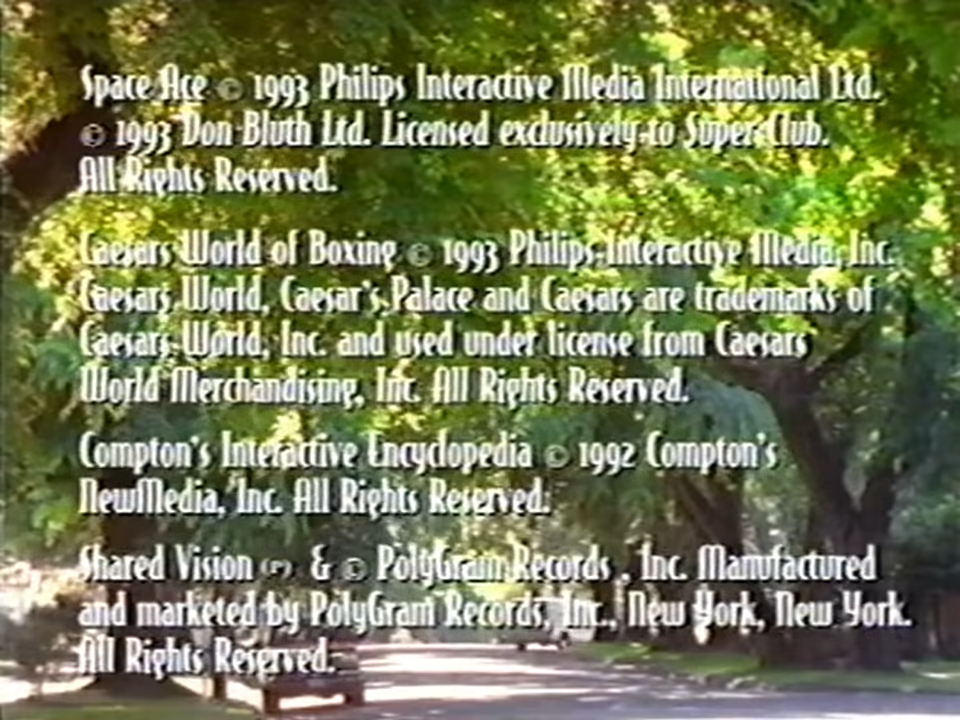 Space Ace © 1993 Philips Interactive Media International Ltd.
© 1993 Don Bluth Ltd. Licensed exclusively to Super Club.
All Rights Reserved.
Caesars World of Boxing © 1993 Philips Interactive Media, Inc.
Caesars World, Caesar's Palace and Caesars are trademarks of
Caesars World, Inc. and used under license from Caesars
World Merchandising, Inc. All Rights Reserved.
Compton's Interactive Encyclopedia © 1992 Compton's
NewMedia, Inc. All Rights Reserved.
Shared Vision ℗ & © PolyGram Records , Inc. Manufactured
and marketed by PolyGram Records, Inc., New York, New York.
All Rights Reserved.